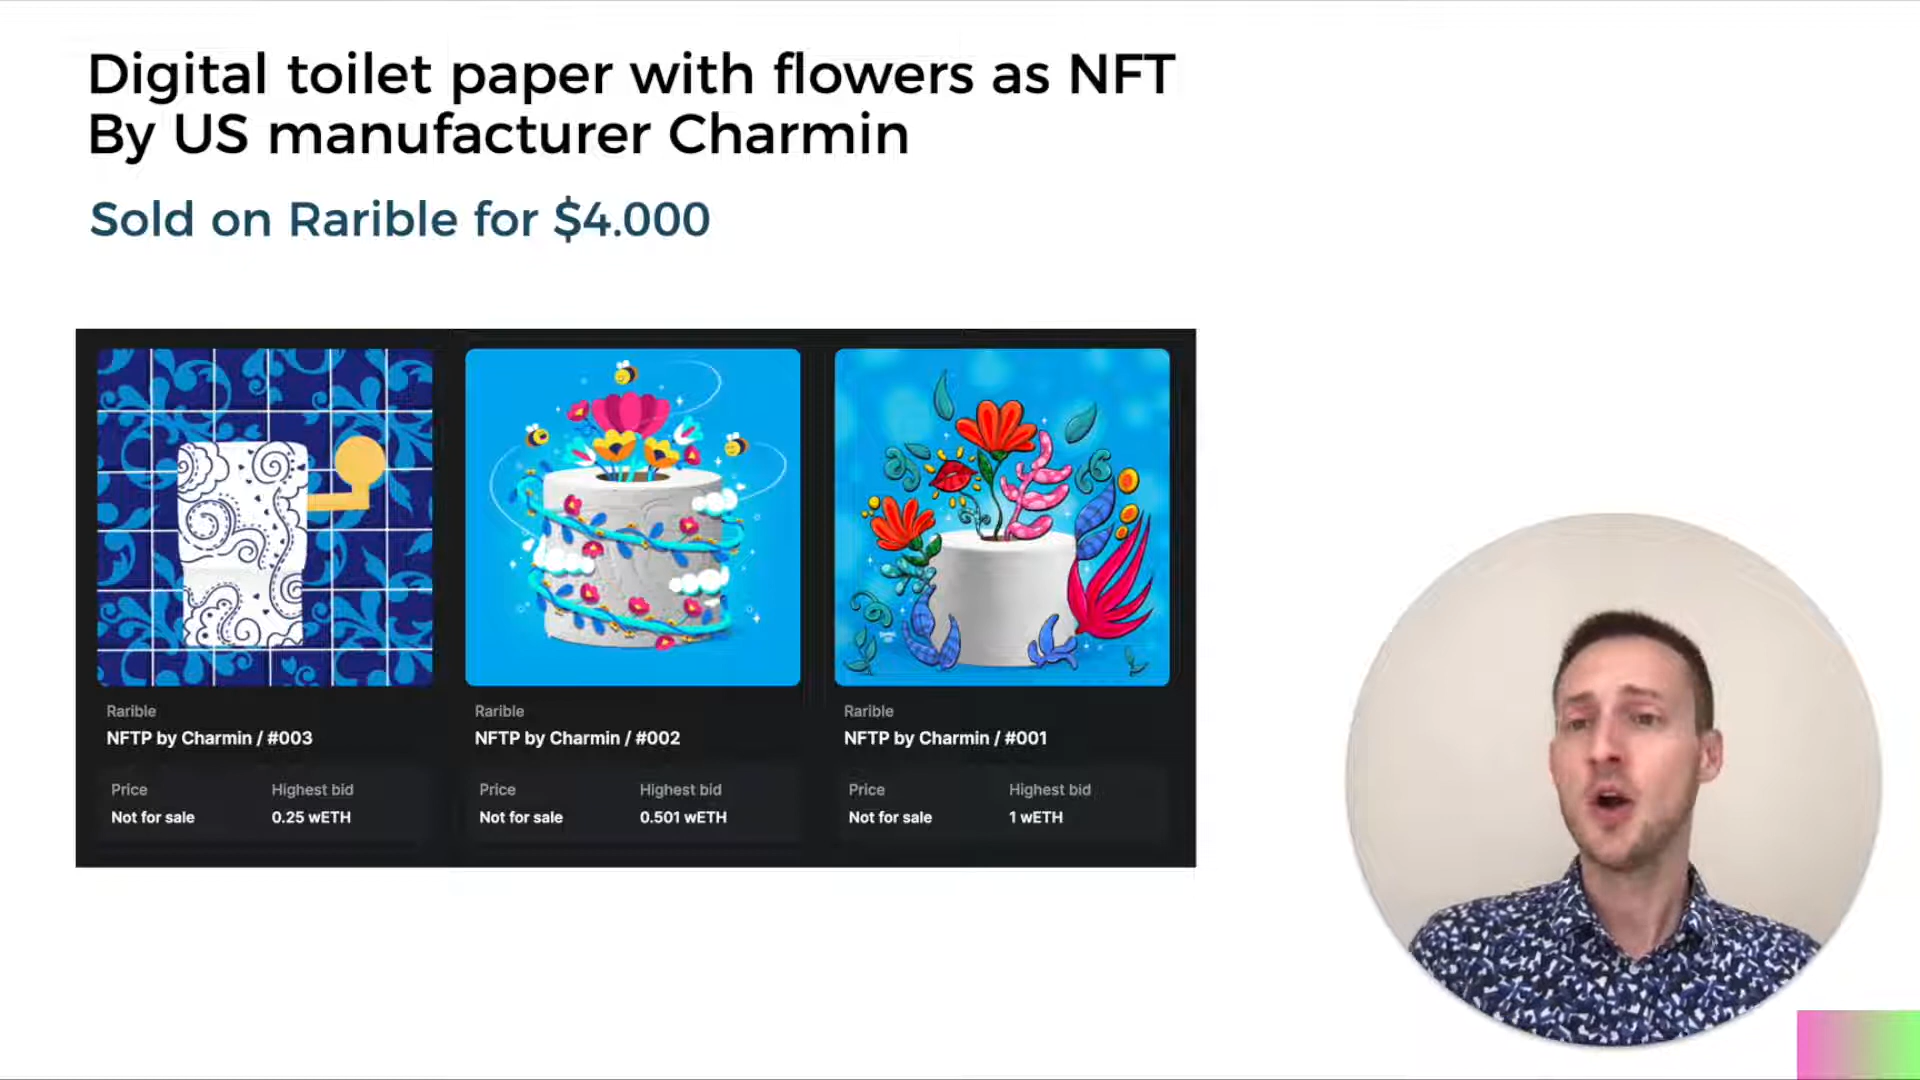 Digital toilet paper with flowers as NFT
By US manufacturer Charmin
Sold on Rarible for $4.000
Rarible
NFTP by Charmin / #003
Price
Highest bid
Not for sale
0.25 wETH
Rarible
NFTP by Charmin / #002
Price
Highest bid
Not for sale
0.501 wETH
Rarible
NFTP by Charmin / #001
Price
Highest bid
Not for sale
1 wETH